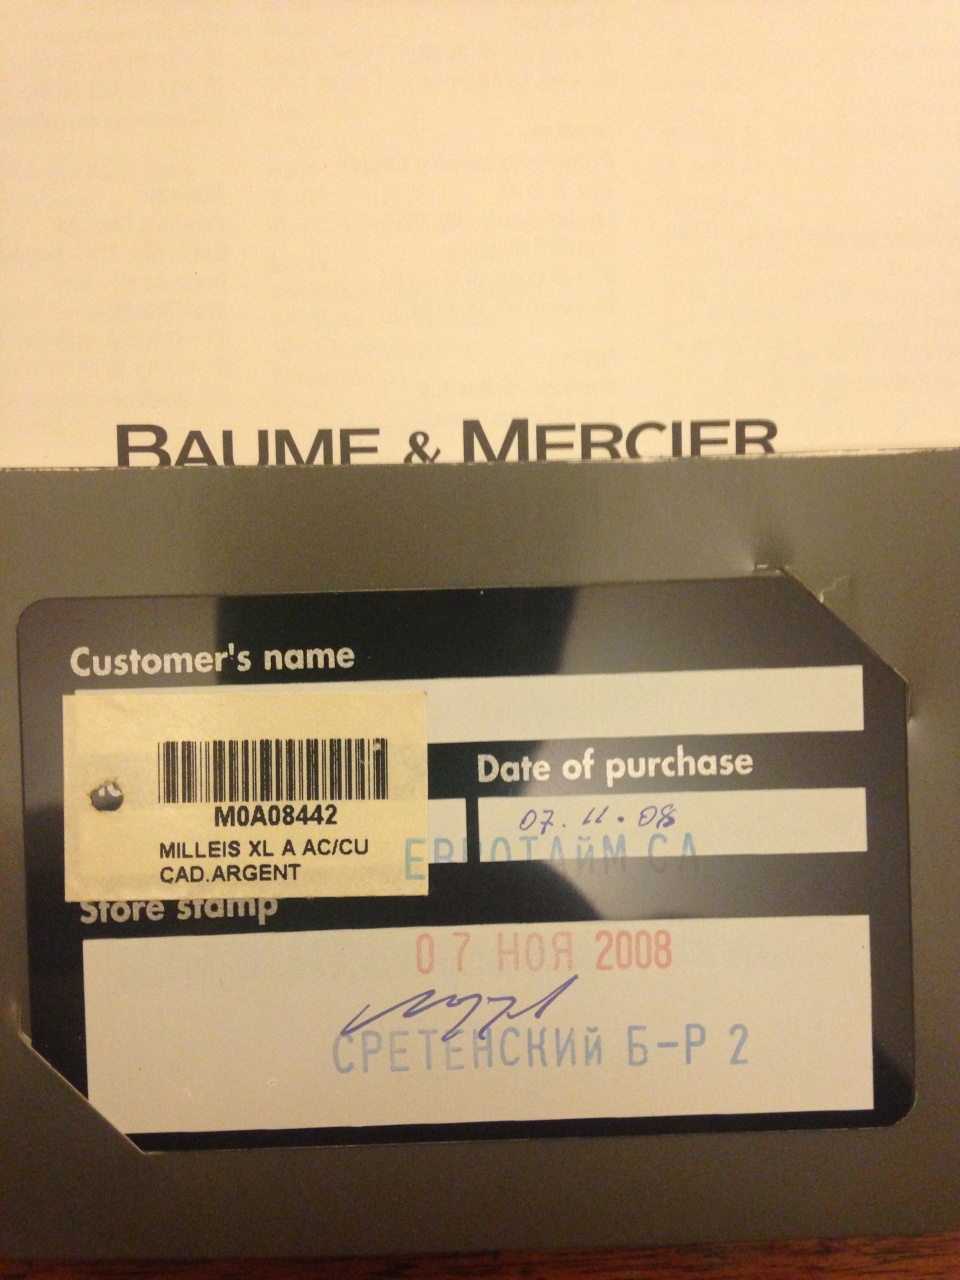 BAUME & MERCIER
Customer's name
M0A08442
MILLEIS XL A AC/CU
CAD.ARGENT
Date of purchase
07.11.08
ЕВРОТАЙМ СА
Store stamp
07 НОЯ 2008
СРЕТЕНСКИЙ Б-Р 2